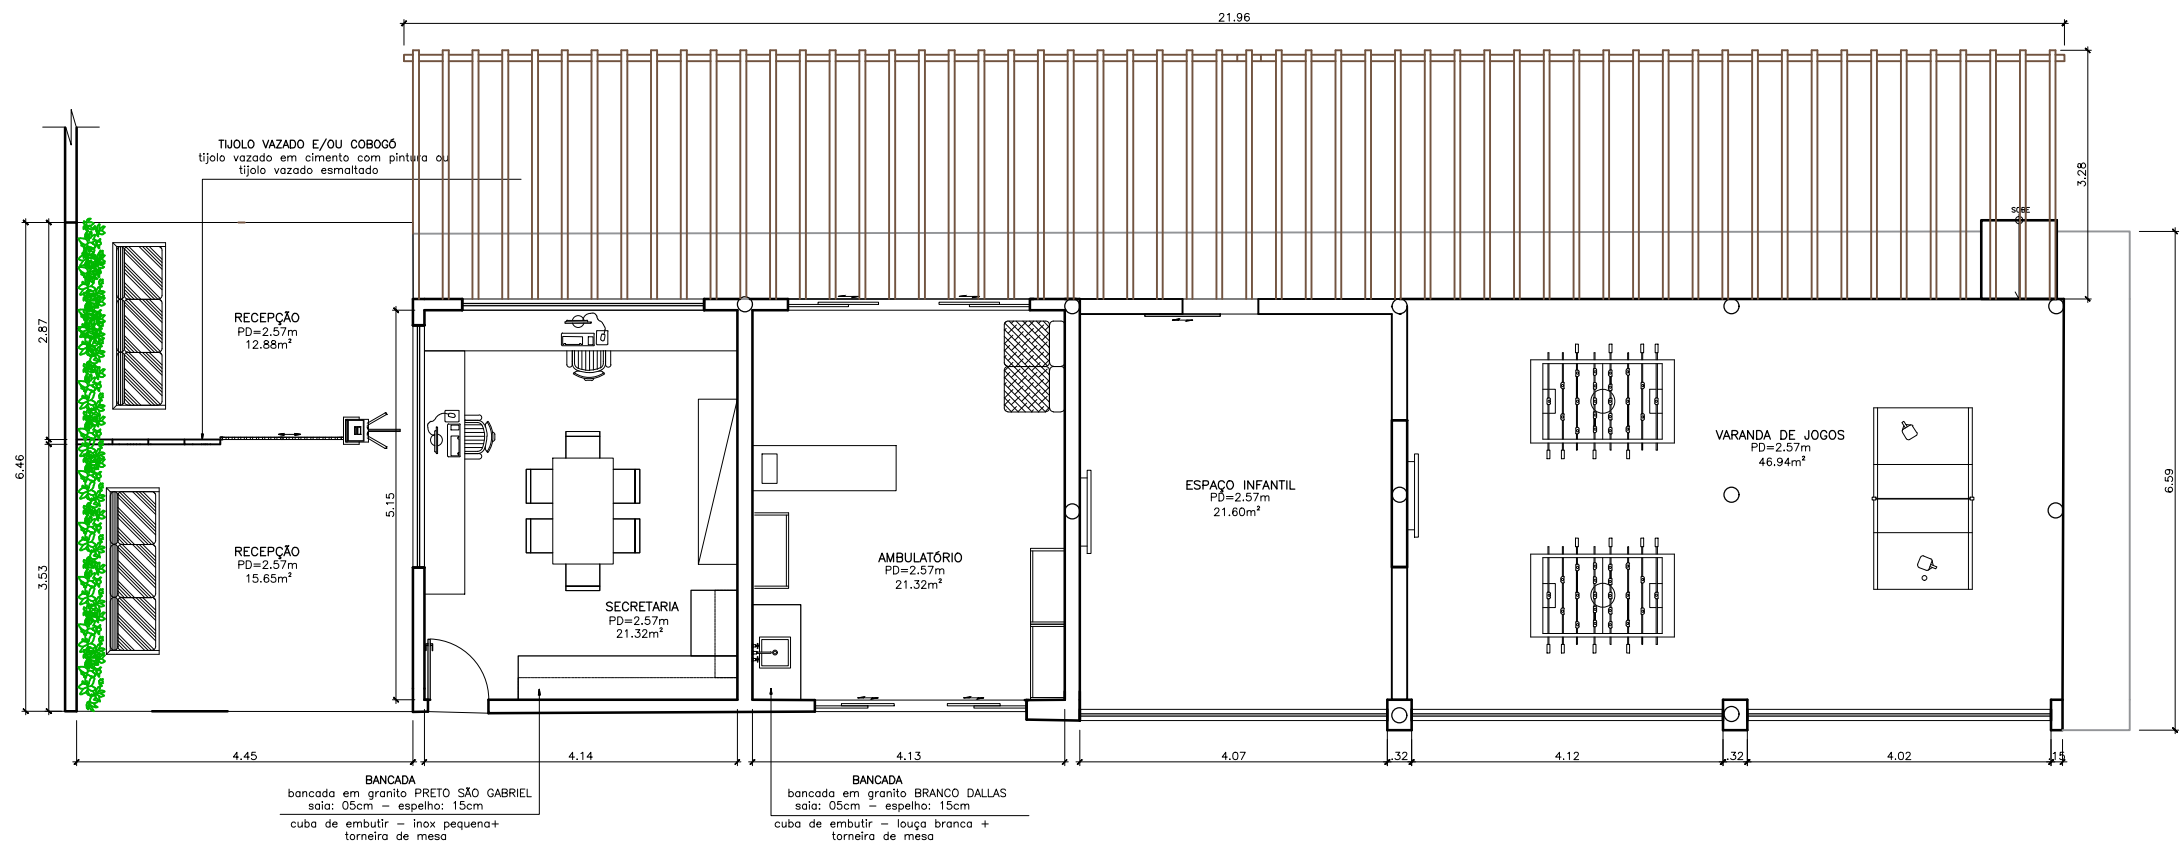 21.96
3.28
TIJOLO VAZADO E/OU COBOGÓ
tijolo vazado em cimento com pintura ou
tijolo vazado esmaltado
SOBE
RECEPÇÃO
PD=2.57m
12.88m²
2.87
6.46
3.53
5.15
RECEPÇÃO
PD=2.57m
15.65m²
SECRETARIA
PD=2.57m
21.32m²
AMBULATÓRIO
PD=2.57m
21.32m²
ESPAÇO INFANTIL
PD=2.57m
21.60m²
VARANDA DE JOGOS
PD=2.57m
46.94m²
6.59
4.45
4.14
4.13
4.07
.32
4.12
.32
4.02
.15
BANCADA
bancada em granito PRETO SÃO GABRIEL
saia: 05cm – espelho: 15cm
cuba de embutir – inox pequena+
torneira de mesa
BANCADA
bancada em granito BRANCO DALLAS
saia: 05cm – espelho: 15cm
cuba de embutir – louça branca +
torneira de mesa